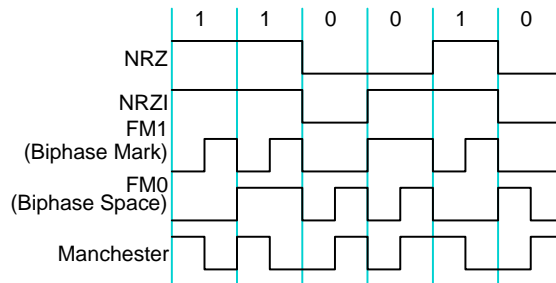 1 1 0 0 1 0
NRZ
NRZI
FM1
(Biphase Mark)
FM0
(Biphase Space)
Manchester